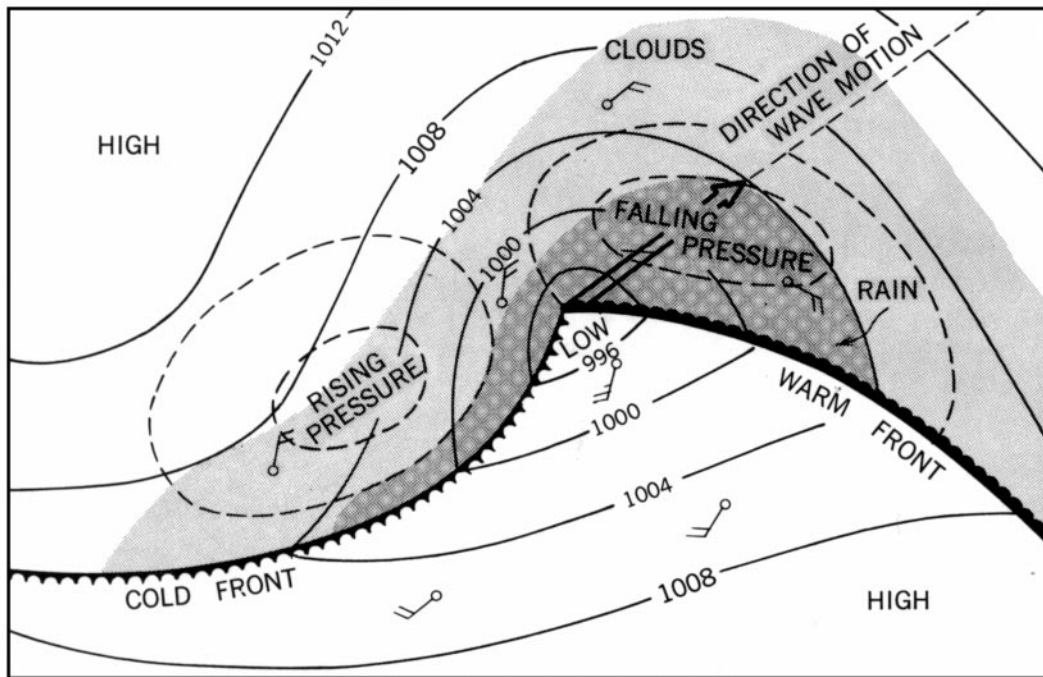 1012
CLOUDS
DIRECTION OF
WAVE MOTION
HIGH
1008
1004
1000
FALLING
PRESSURE
RAIN
LOW
996
RISING
PRESSURE
WARM FRONT
1000
1004
COLD FRONT
1008
HIGH